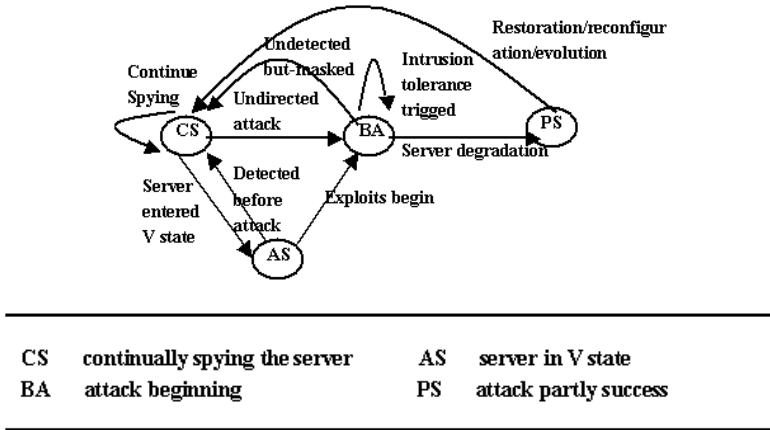 Restoration/reconfigur
ation/evolution
Undetected
but-masked
Intrusion
tolerance
trigged
Continue
Spying
Undirected
attack
CS
BA
PS
Server degradation
Detected
before
attack
Server
entered
V state
Exploits begin
AS
CS continually spying the server AS server in V state
BA attack beginning PS attack partly success